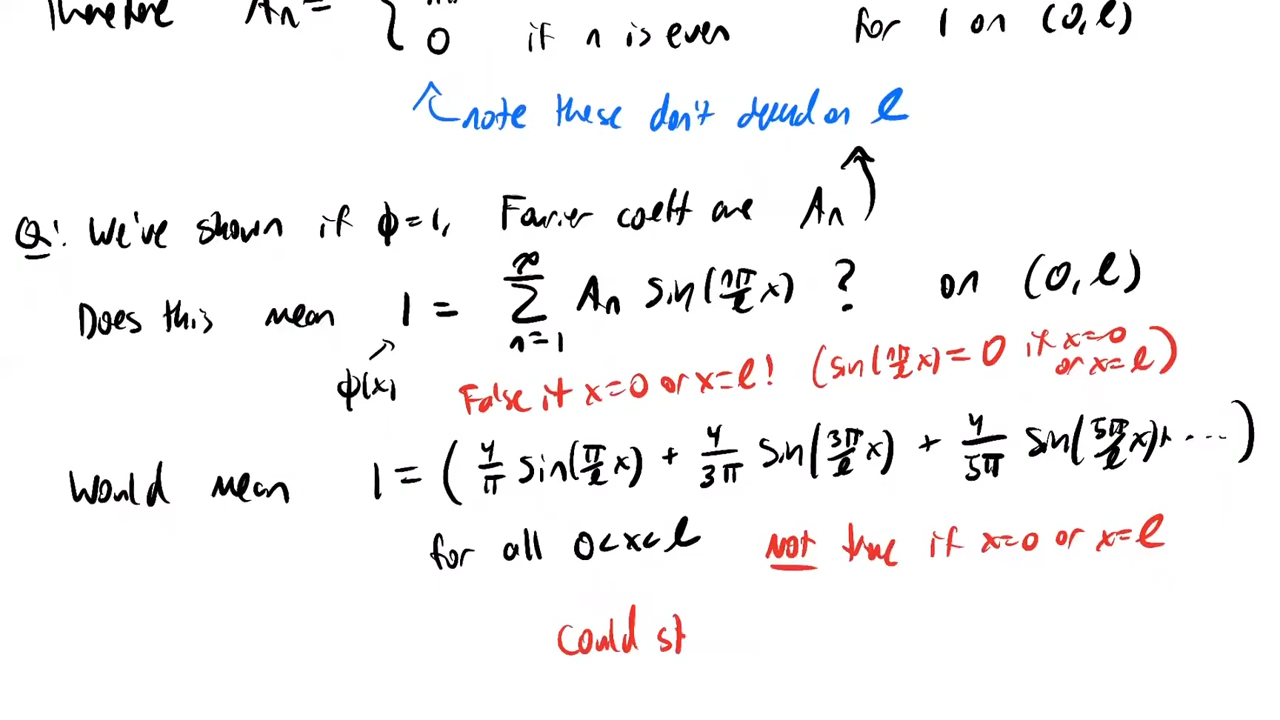 Therefore An = { 0 if n is even for 1 on (0, ℓ)
note these don't depend on ℓ
Q: We've shown if φ=1, Fourier coeff are An
Does this mean 1 = ∞ Σ n=1 An sin(nπ/ℓ x) ? on (0, ℓ)
φ(x)
False if x=0 or x=ℓ! (sin(nπ/ℓ x) = 0 if x=0 or x=ℓ)
Would mean 1 = (4/π sin(π/ℓ x) + 4/3π sin(3π/ℓ x) + 4/5π sin(5π/ℓ x)+ ...)
for all 0<x<ℓ not true if x=0 or x=ℓ
Could st